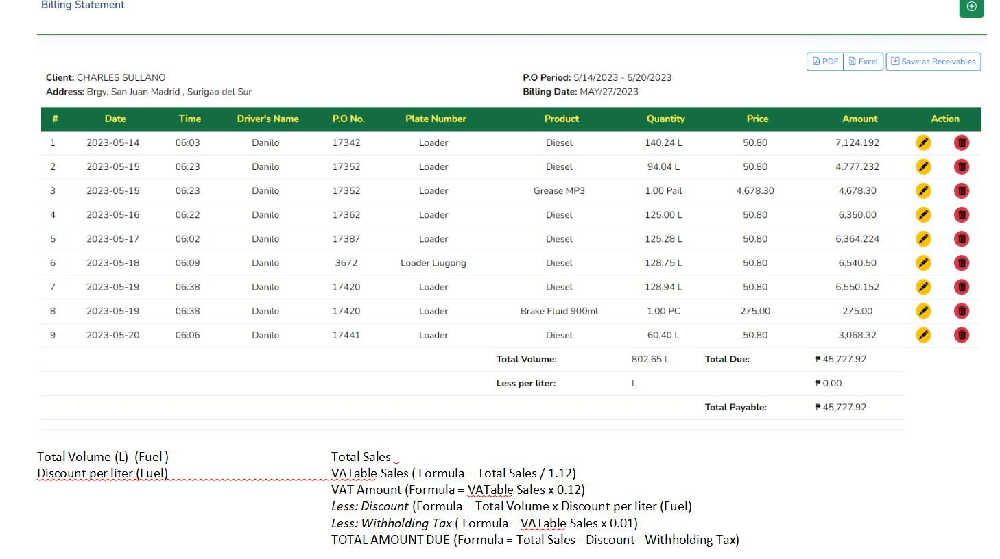 Billing Statement
PDF Excel Save as Receivables
Client: CHARLES SULLANO P.O Period: 5/14/2023 - 5/20/2023
Address: Brgy. San Juan Madrid , Surigao del Sur Billing Date: MAY/27/2023
# Date Time Driver's Name P.O No. Plate Number Product Quantity Price Amount Action
1 2023-05-14 06:03 Danilo 17342 Loader Diesel 140.24 L 50.80 7,124.192
2 2023-05-15 06:23 Danilo 17352 Loader Diesel 94.04 L 50.80 4,777.232
3 2023-05-15 06:23 Danilo 17352 Loader Grease MP3 1.00 Pail 4,678.30 4,678.30
4 2023-05-16 06:22 Danilo 17362 Loader Diesel 125.00 L 50.80 6,350.00
5 2023-05-17 06:02 Danilo 17387 Loader Diesel 125.28 L 50.80 6,364.224
6 2023-05-18 06:09 Danilo 3672 Loader Liugong Diesel 128.75 L 50.80 6,540.50
7 2023-05-19 06:38 Danilo 17420 Loader Diesel 128.94 L 50.80 6,550.152
8 2023-05-19 06:38 Danilo 17420 Loader Brake Fluid 900ml 1.00 PC 275.00 275.00
9 2023-05-20 06:06 Danilo 17441 Loader Diesel 60.40 L 50.80 3,068.32
Total Volume: 802.65 L Total Due: ₱ 45,727.92
Less per liter: L ₱ 0.00
Total Payable: ₱ 45,727.92
Total Volume (L) (Fuel ) Total Sales
Discount per liter (Fuel) VATable Sales ( Formula = Total Sales / 1.12)
VAT Amount (Formula = VATable Sales x 0.12)
Less: Discount (Formula = Total Volume x Discount per liter (Fuel)
Less: Withholding Tax ( Formula = VATable Sales x 0.01)
TOTAL AMOUNT DUE (Formula = Total Sales - Discount - Withholding Tax)